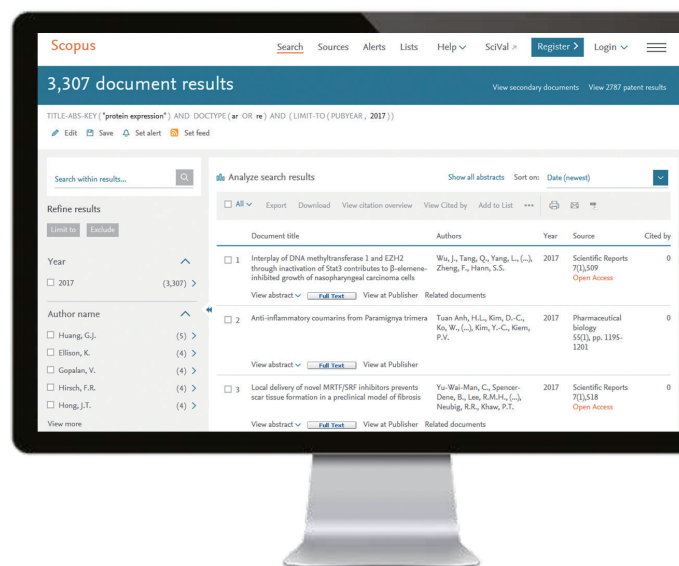 Scopus
Search Sources Alerts Lists Help SciVal Register Login
3,307 document results
View secondary documents View 2787 patent results
TITLE-ABS-KEY ( "protein expression" ) AND DOCTYPE ( ar OR re ) AND ( LIMIT-TO ( PUBYEAR , 2017 ) )
Edit Save Set alert Set feed
Search within results...
Analyze search results Show all abstracts Sort on: Date (newest)
Refine results
Limit to Exclude
All Export Download View citation overview View Cited by Add to List •••
Document title Authors Year Source Cited by
Year
2017 (3,307)
Author name
Huang, G.J. (5)
Ellison, K. (4)
Gopalan, V. (4)
Hirsch, F.R. (4)
Hong, J.T. (4)
View more
1 Interplay of DNA methyltransferase 1 and EZH2 Wu, J., Tang, Q., Yang, L., (...), 2017 Scientific Reports 0
through inactivation of Stat3 contributes to β-elemene- Zheng, F., Hann, S.S. 7(1),509
inhibited growth of nasopharyngeal carcinoma cells Open Access
View abstract Full Text View at Publisher Related documents
2 Anti-inflammatory coumarins from Paramignya trimera Tuan Anh, H.L., Kim, D.-C., 2017 Pharmaceutical 0
Ko, W., (...), Kim, Y.-C., Kiem, biology
P.V. 55(1), pp. 1195-
1201
View abstract Full Text View at Publisher
3 Local delivery of novel MRTF/SRF inhibitors prevents Yu-Wai-Man, C., Spencer- 2017 Scientific Reports 0
scar tissue formation in a preclinical model of fibrosis Dene, B., Lee, R.M.H., (...), 7(1),518
Neubig, R.R., Khaw, P.T. Open Access
View abstract Full Text View at Publisher Related documents